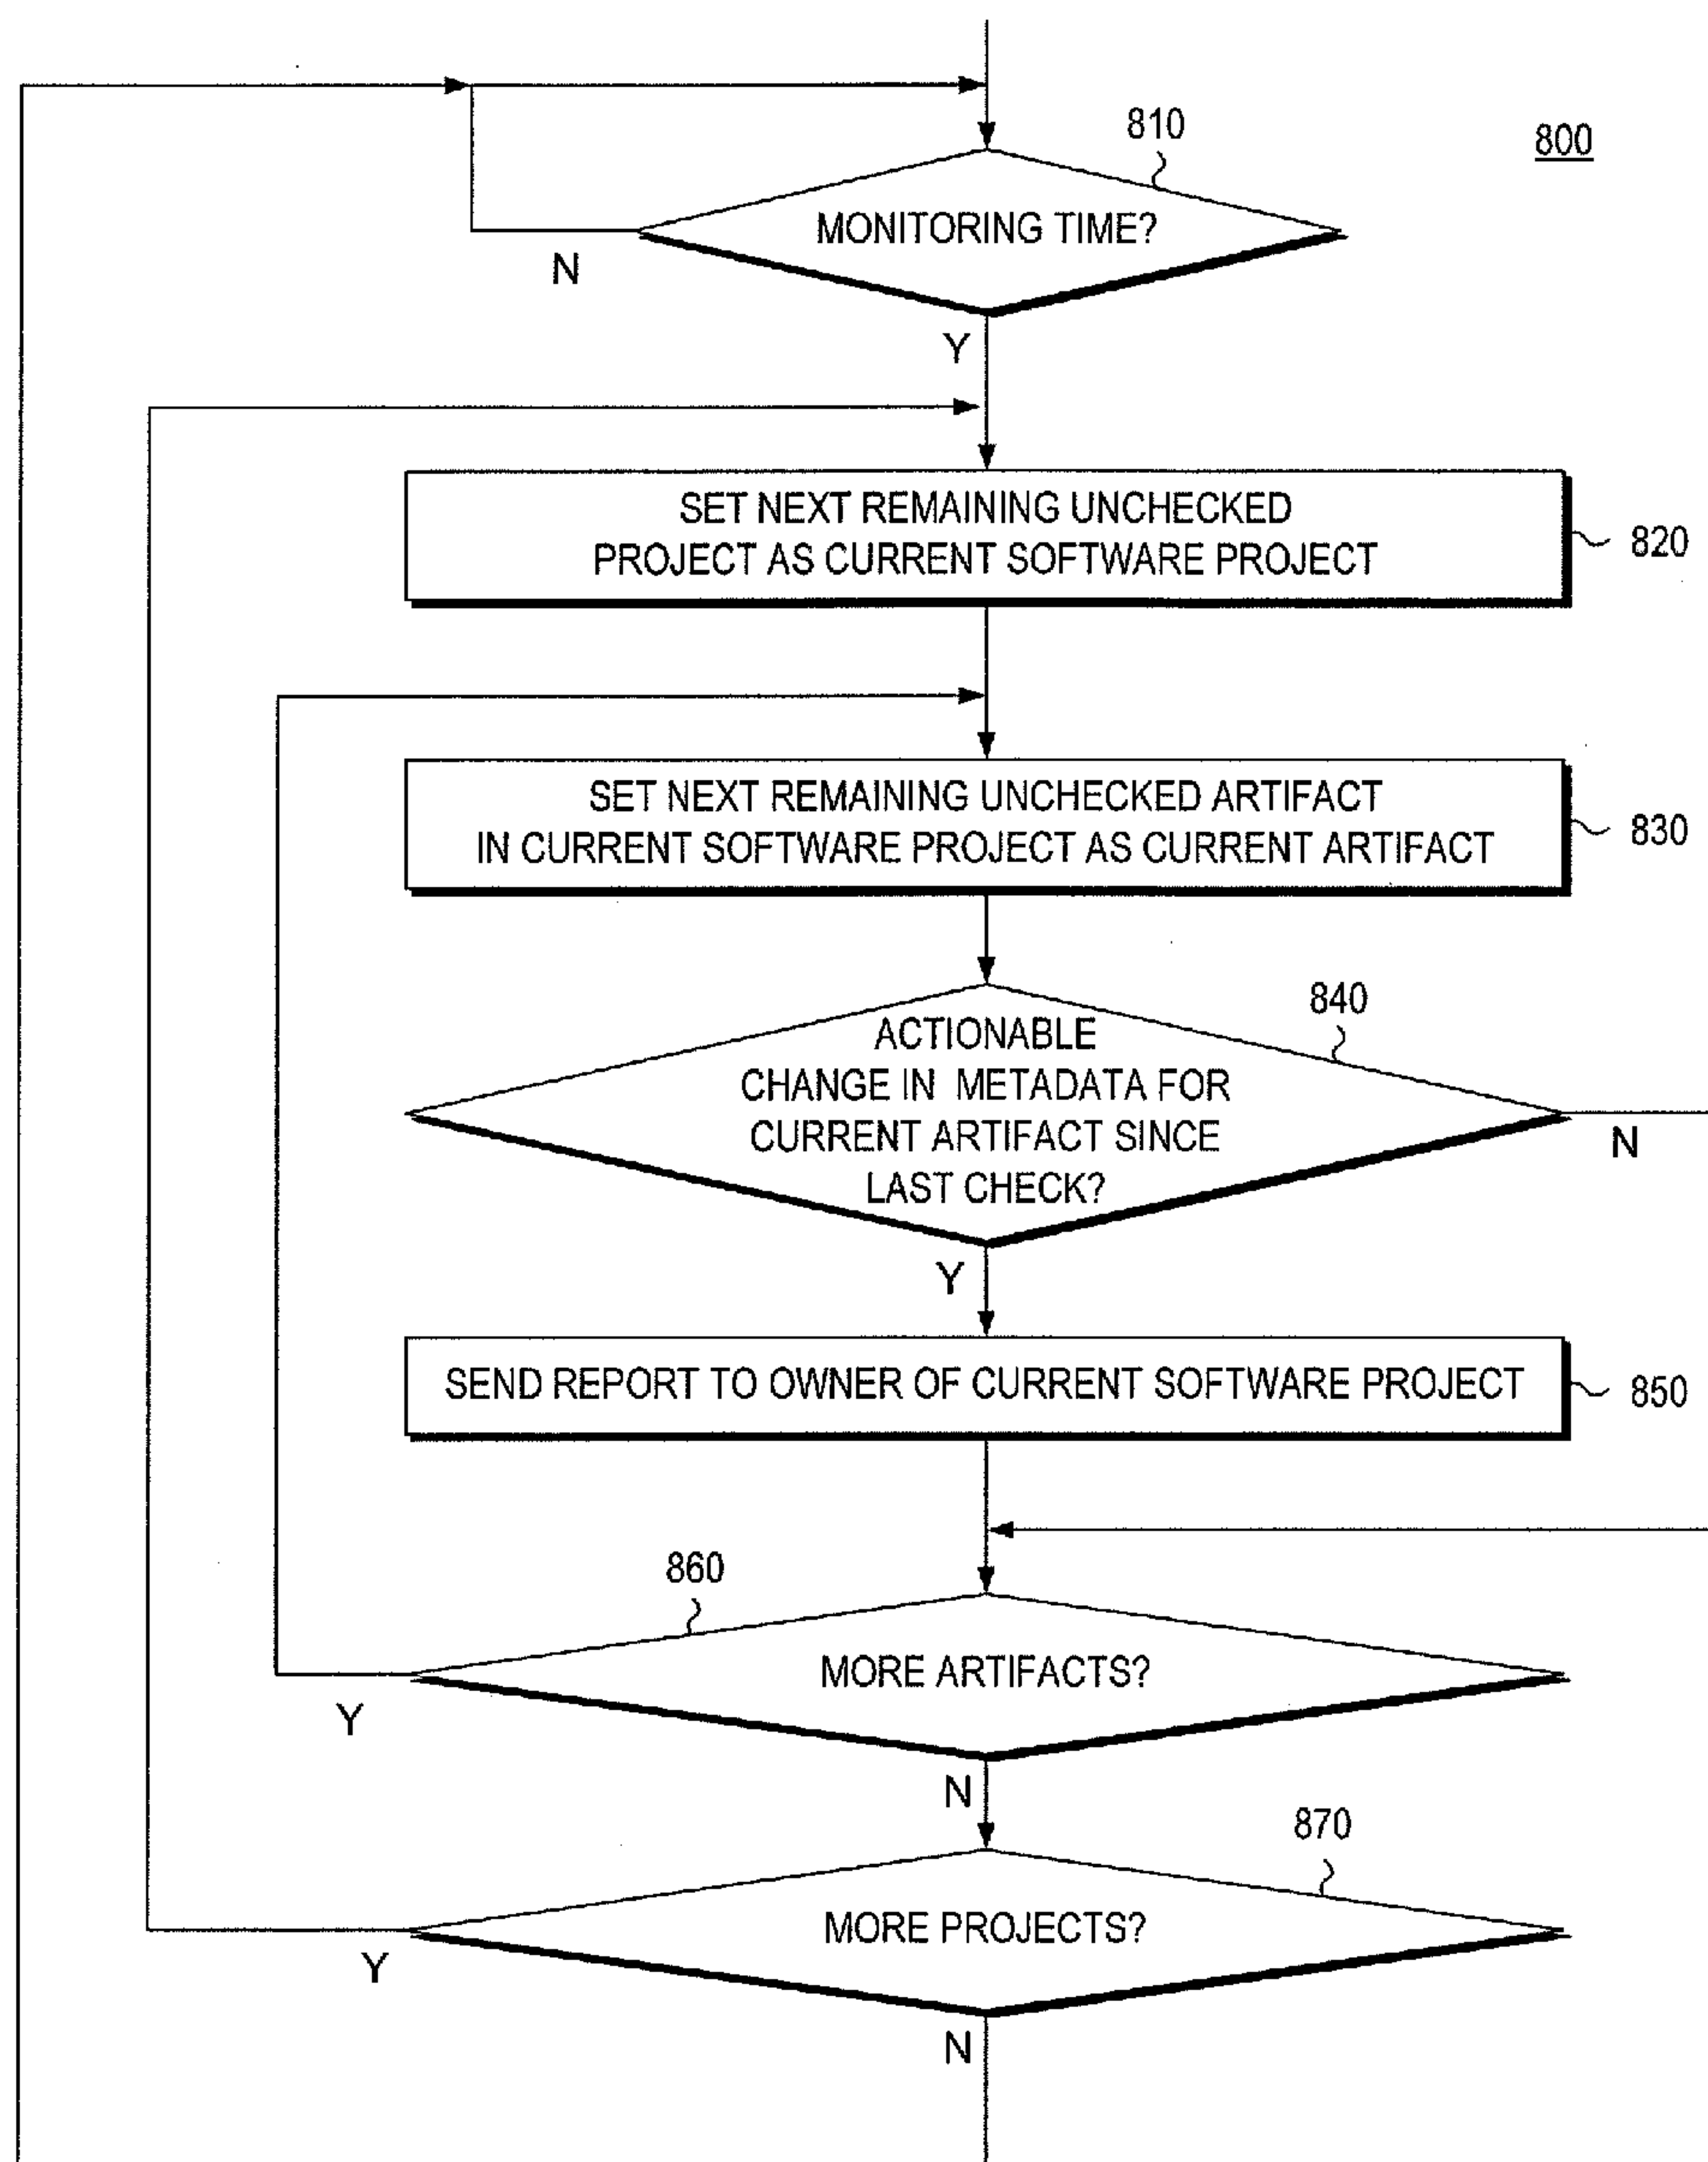 810
800
MONITORING TIME?
N
Y
SET NEXT REMAINING UNCHECKED
PROJECT AS CURRENT SOFTWARE PROJECT
820
SET NEXT REMAINING UNCHECKED ARTIFACT
IN CURRENT SOFTWARE PROJECT AS CURRENT ARTIFACT
830
840
ACTIONABLE
CHANGE IN METADATA FOR
CURRENT ARTIFACT SINCE
LAST CHECK?
N
Y
SEND REPORT TO OWNER OF CURRENT SOFTWARE PROJECT
850
860
MORE ARTIFACTS?
Y
N
870
MORE PROJECTS?
Y
N